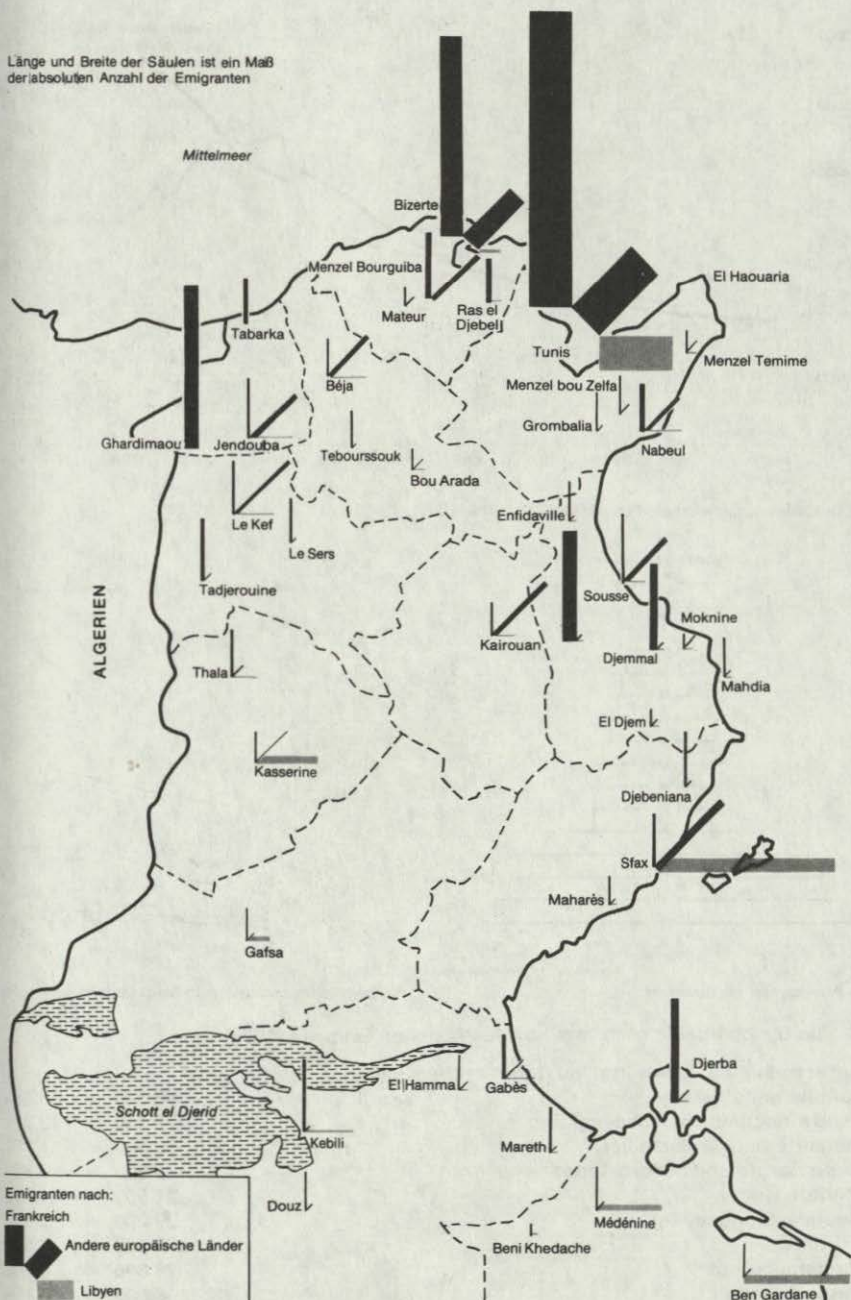 Länge und Breite der Säulen ist ein Maß
der absoluten Anzahl der Emigranten
Mittelmeer
Bizerte
Menzel Bourguiba
El Haouaria
Mateur
Ras el
Djebel
Tabarka
Tunis
Menzel Temime
Béja
Menzel bou Zelfa
Grombalia
Ghardimaou
Jendouba
Nabeul
Tebourssouk
Bou Arada
Le Kef
Enfidaville
Le Sers
Tadjerouine
Sousse
ALGERIEN
Moknine
Kairouan
Djemmal
Thala
Mahdia
El Djem
Kasserine
Djebeniana
Sfax
Maharès
Gafsa
Djerba
El Hamma
Gabès
Schott el Djerid
Kebili
Mareth
Emigranten nach:
Frankreich
Douz
Médénine
Andere europäische Länder
Beni Khedache
Libyen
Ben Gardane